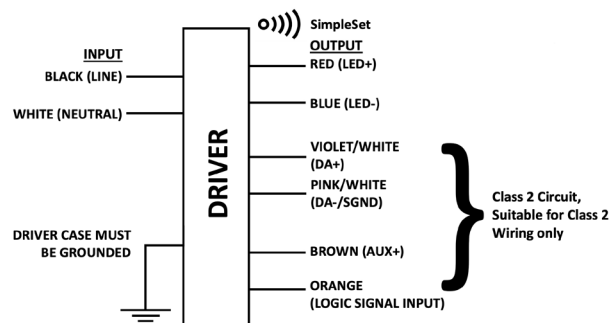 SimpleSet
INPUT
BLACK (LINE)
WHITE (NEUTRAL)
DRIVER CASE MUST
BE GROUNDED
DRIVER
OUTPUT
RED (LED+)
BLUE (LED-)
VIOLET/WHITE
(DA+)
PINK/WHITE
(DA-/SGND)
BROWN (AUX+)
ORANGE
(LOGIC SIGNAL INPUT)
Class 2 Circuit,
Suitable for Class 2
Wiring only